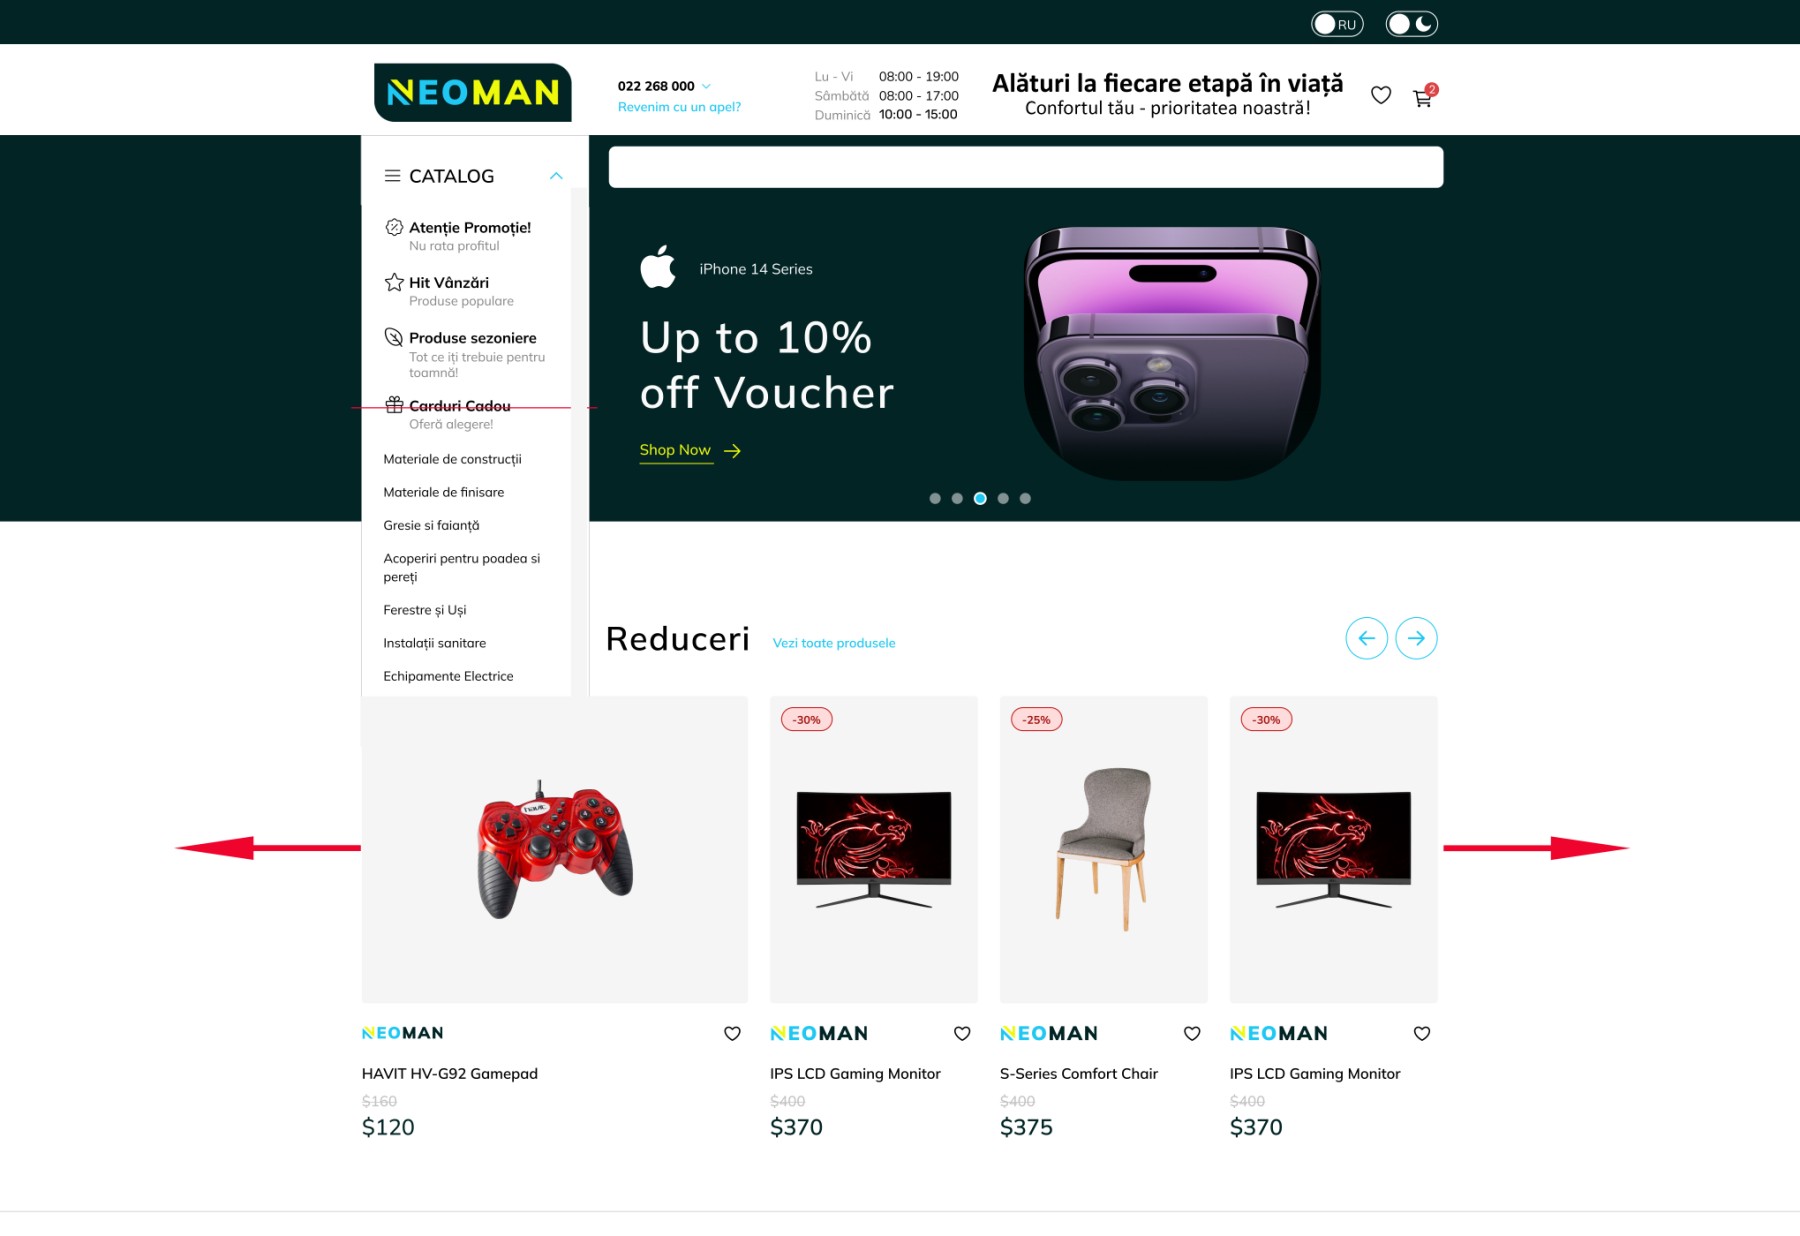 RU
NEOMAN
022 268 000
Revenim cu un apel?
Lu - Vi 08:00 - 19:00
Sâmbătă 08:00 - 17:00
Duminică 10:00 - 15:00
Alături la fiecare etapă în viață
Confortul tău - prioritatea noastră!
2
CATALOG
Atenție Promoție!
Nu rata profitul
Hit Vânzări
Produse populare
Produse sezoniere
Tot ce iți trebuie pentru
toamnă!
Carduri Cadou
Oferă alegere!
Materiale de construcții
Materiale de finisare
Gresie si faianță
Acoperiri pentru poadea si
pereți
Ferestre și Uși
Instalații sanitare
Echipamente Electrice
iPhone 14 Series
Up to 10%
off Voucher
Shop Now
Reduceri
Vezi toate produsele
havit
-30%
-25%
-30%
NEOMAN
HAVIT HV-G92 Gamepad
$160
$120
NEOMAN
IPS LCD Gaming Monitor
$400
$370
NEOMAN
S-Series Comfort Chair
$400
$375
NEOMAN
IPS LCD Gaming Monitor
$400
$370